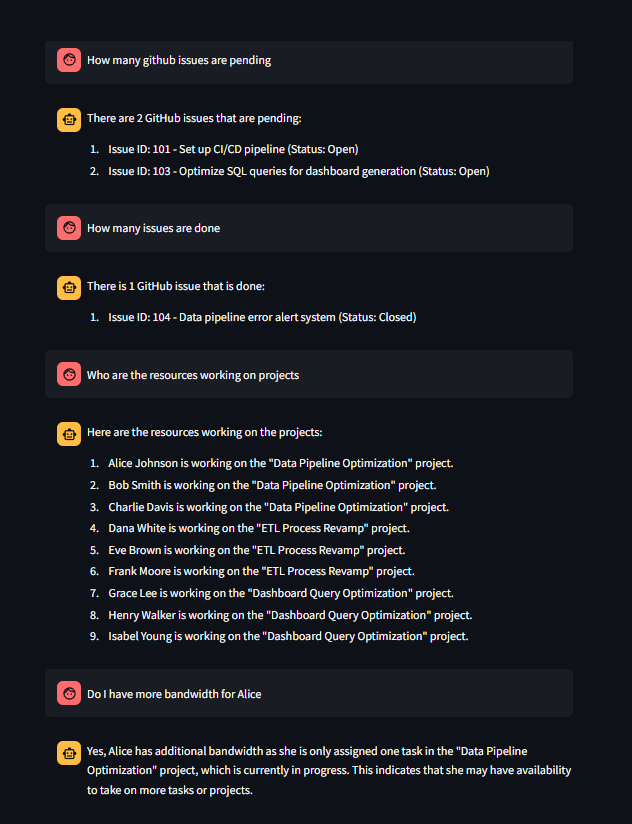 How many github issues are pending
There are 2 GitHub issues that are pending:
1. Issue ID: 101 - Set up CI/CD pipeline (Status: Open)
2. Issue ID: 103 - Optimize SQL queries for dashboard generation (Status: Open)
How many issues are done
There is 1 GitHub issue that is done:
1. Issue ID: 104 - Data pipeline error alert system (Status: Closed)
Who are the resources working on projects
Here are the resources working on the projects:
1. Alice Johnson is working on the "Data Pipeline Optimization" project.
2. Bob Smith is working on the "Data Pipeline Optimization" project.
3. Charlie Davis is working on the "Data Pipeline Optimization" project.
4. Dana White is working on the "ETL Process Revamp" project.
5. Eve Brown is working on the "ETL Process Revamp" project.
6. Frank Moore is working on the "ETL Process Revamp" project.
7. Grace Lee is working on the "Dashboard Query Optimization" project.
8. Henry Walker is working on the "Dashboard Query Optimization" project.
9. Isabel Young is working on the "Dashboard Query Optimization" project.
Do I have more bandwidth for Alice
Yes, Alice has additional bandwidth as she is only assigned one task in the "Data Pipeline
Optimization" project, which is currently in progress. This indicates that she may have availability
to take on more tasks or projects.